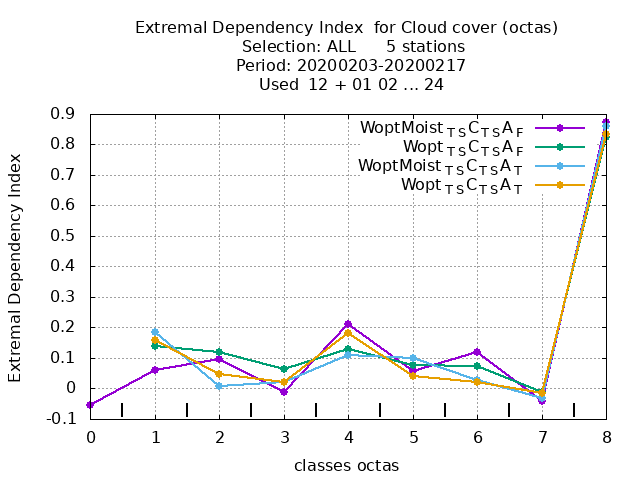 Extremal Dependency Index  for Cloud cover (octas)
Selection: ALL      5 stations
Period: 20200203-20200217
Used  12 + 01 02 ... 24
WoptMoist TS C TS A F
Wopt TS C TS A F
WoptMoist TS C TS A T
Wopt TS C TS A T
Extremal Dependency Index
0.9
0.8
0.7
0.6
0.5
0.4
0.3
0.2
0.1
0
-0.1
0 1 2 3 4 5 6 7 8
classes octas